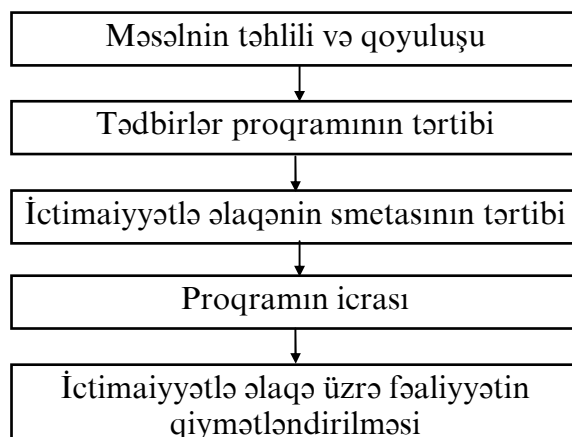 Məsəlnin təhlili və qoyuluşu
Tədbirlər proqramının tərtibi
İctimaiyyətlə əlaqənin smetasının tərtibi
Proqramın icrası
İctimaiyyətlə əlaqə üzrə fəaliyyətin
qiymətləndirilməsi